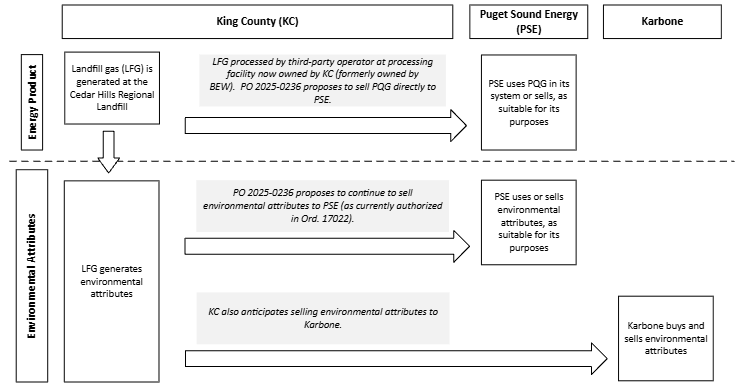 King County (KC)
Puget Sound Energy
(PSE)
Karbone
Energy Product
Landfill gas (LFG) is
generated at the
Cedar Hills Regional
Landfill
LFG processed by third-party operator at processing
facility now owned by KC (formerly owned by
BEW). PO 2025-0236 proposes to sell PQG directly to
PSE.
PSE uses PQG in its
system or sells, as
suitable for its
purposes
Environmental Attributes
LFG generates
environmental
attributes
PO 2025-0236 proposes to continue to sell
environmental attributes to PSE (as currently authorized
in Ord. 17022).
PSE uses or sells
environmental
attributes, as
suitable for its
purposes
KC also anticipates selling environmental attributes to
Karbone.
Karbone buys and
sells environmental
attributes